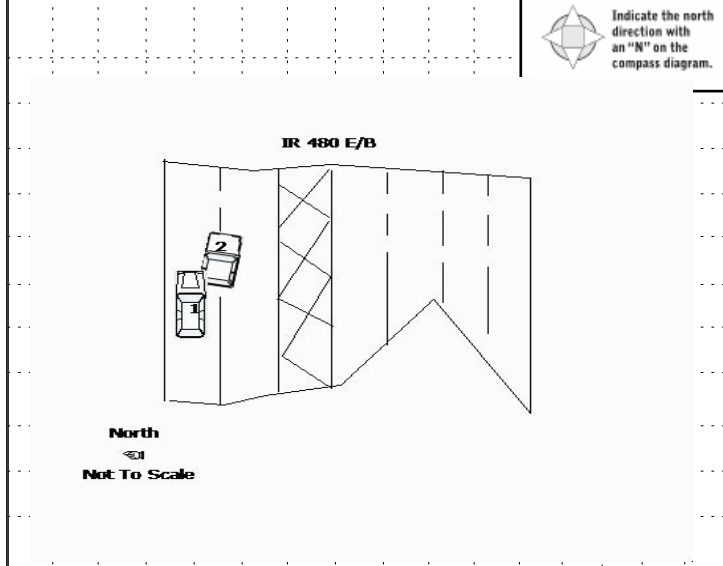 Indicate the north
direction with
an "N" on the
compass diagram.
IR 480 E/B
2
1
North
Not To Scale